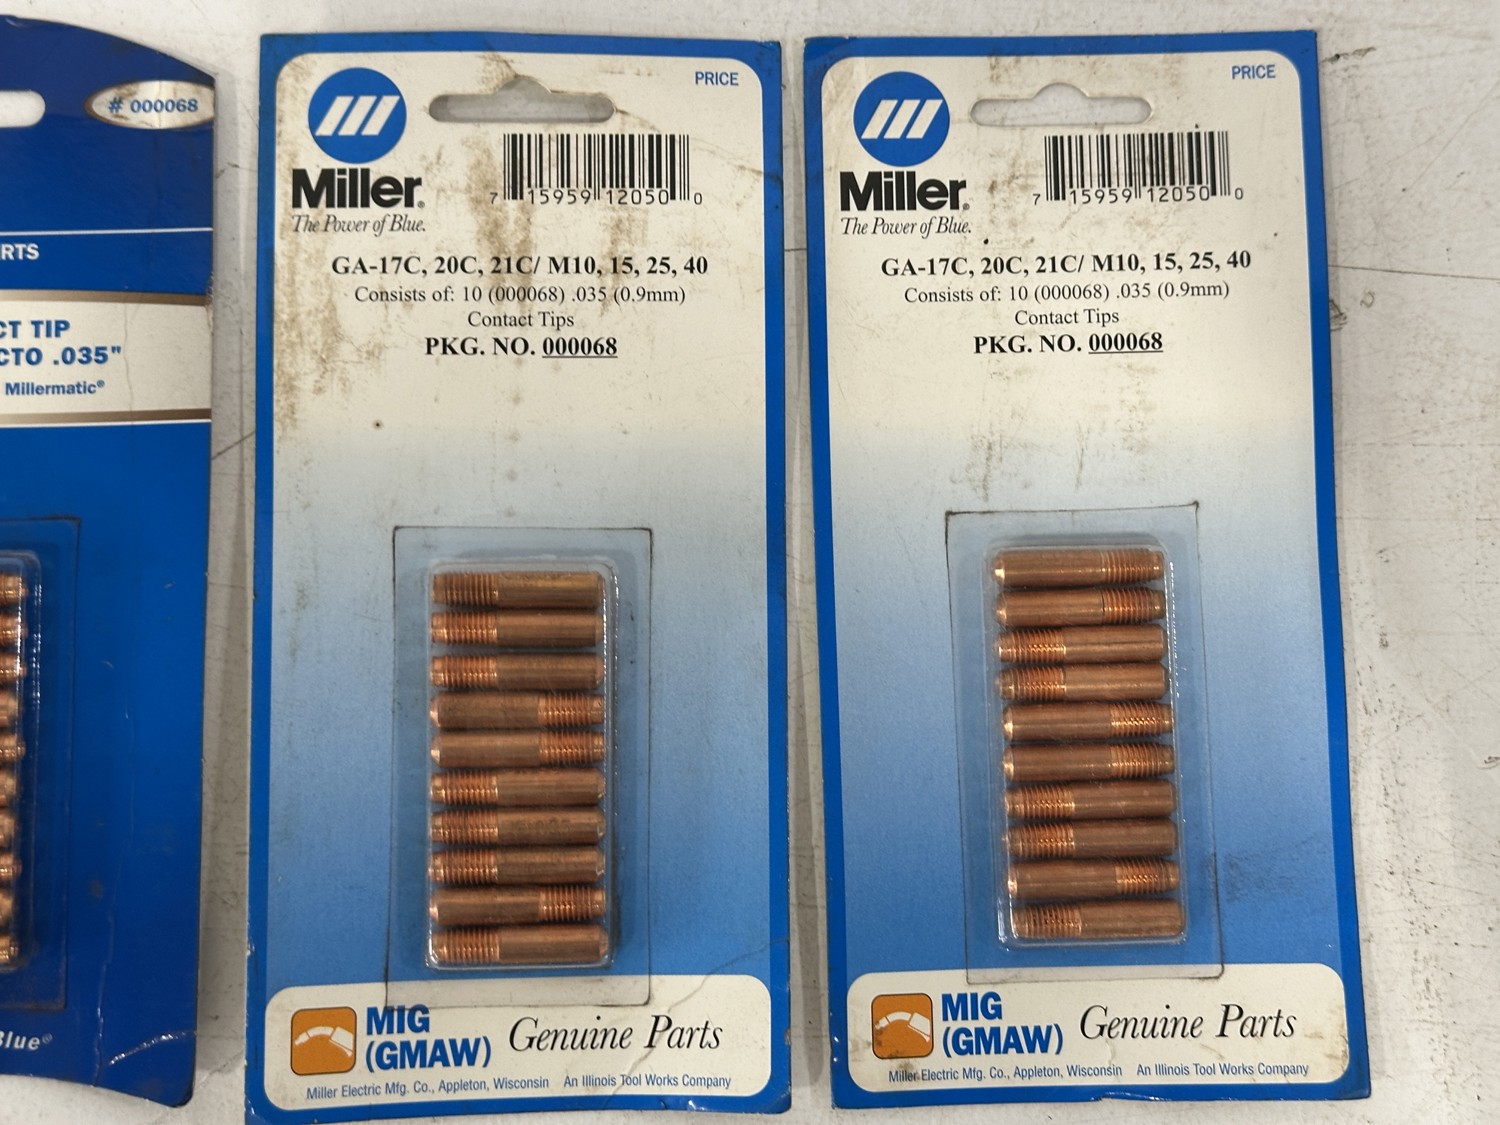 # 000068
RTS
CT TIP
CTO .035"
Millermatic®
Blue®
PRICE
Miller®
The Power of Blue.
7 15959 12050 0
GA-17C, 20C, 21C/ M10, 15, 25, 40
Consists of: 10 (000068) .035 (0.9mm)
Contact Tips
PKG. NO. 000068
MIG
(GMAW)
Genuine Parts
Miller Electric Mfg. Co., Appleton, Wisconsin An Illinois Tool Works Company
PRICE
Miller®
The Power of Blue.
7 15959 12050 0
GA-17C, 20C, 21C/ M10, 15, 25, 40
Consists of: 10 (000068) .035 (0.9mm)
Contact Tips
PKG. NO. 000068
MIG
(GMAW)
Genuine Parts
Miller Electric Mfg. Co., Appleton, Wisconsin An Illinois Tool Works Company